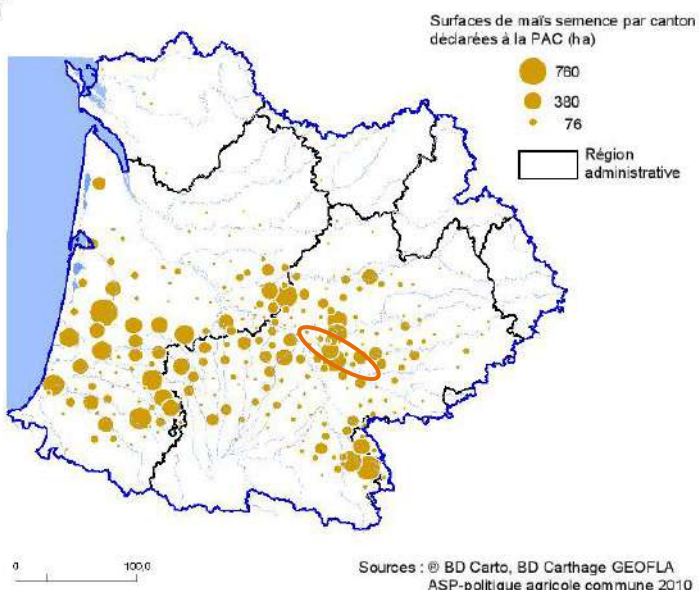 Surfaces de maïs semence par canton
déclarées à la PAC (ha)
760
380
76
Région
administrative
0 100,0
Sources : © BD Carto, BD Carthage GEOFLA
ASP-politique agricole commune 2010